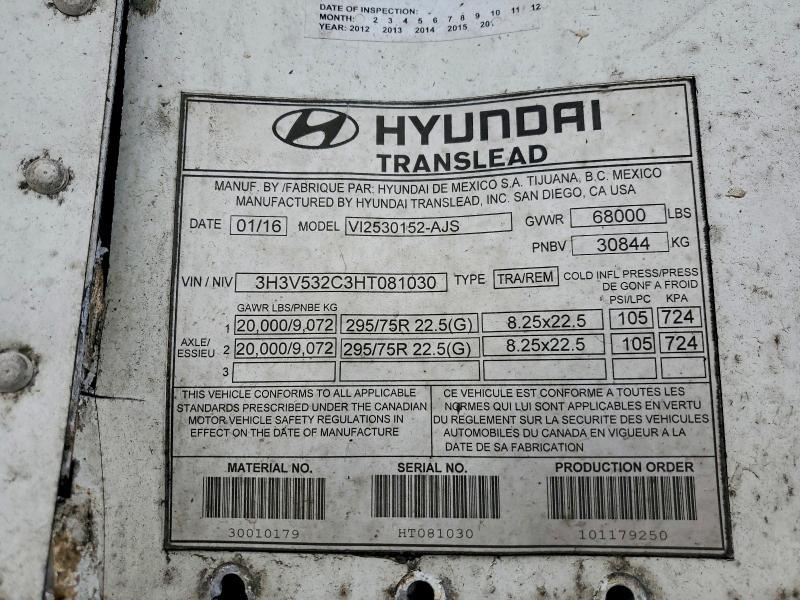 DATE OF INSPECTION:
MONTH: 2 3 4 5 6 7 8 9 10 11 12
YEAR: 2012 2013 2014 2015
HYUNDAI
TRANSLEAD
MANUF. BY /FABRIQUE PAR: HYUNDAI DE MEXICO S.A. TIJUANA, B.C. MEXICO
MANUFACTURED BY HYUNDAI TRANSLEAD, INC. SAN DIEGO, CA USA
DATE 01/16 MODEL VI2530152-AJS GVWR 68000 LBS
PNBV 30844 KG
VIN / NIV 3H3V532C3HT081030 TYPE TRA/REM COLD INFL PRESS/PRESS
DE GONF A FROID
GAWR LBS/PNBE KG PSI/LPC KPA
1 20,000/9,072 295/75R 22.5(G) 8.25x22.5 105 724
AXLE/
ESSIEU 2 20,000/9,072 295/75R 22.5(G) 8.25x22.5 105 724
3
THIS VEHICLE CONFORMS TO ALL APPLICABLE
STANDARDS PRESCRIBED UNDER THE CANADIAN
MOTOR VEHICLE SAFETY REGULATIONS IN
EFFECT ON THE DATE OF MANUFACTURE
CE VEHICULE EST CONFORME A TOUTES LES
NORMES QUI LUI SONT APPLICABLES EN VERTU
DU REGLEMENT SUR LA SECURITE DES VEHICULES
AUTOMOBILES DU CANADA EN VIGUEUR A LA
DATE DE SA FABRICATION
MATERIAL NO. SERIAL NO. PRODUCTION ORDER
30010179 HT081030 101179250